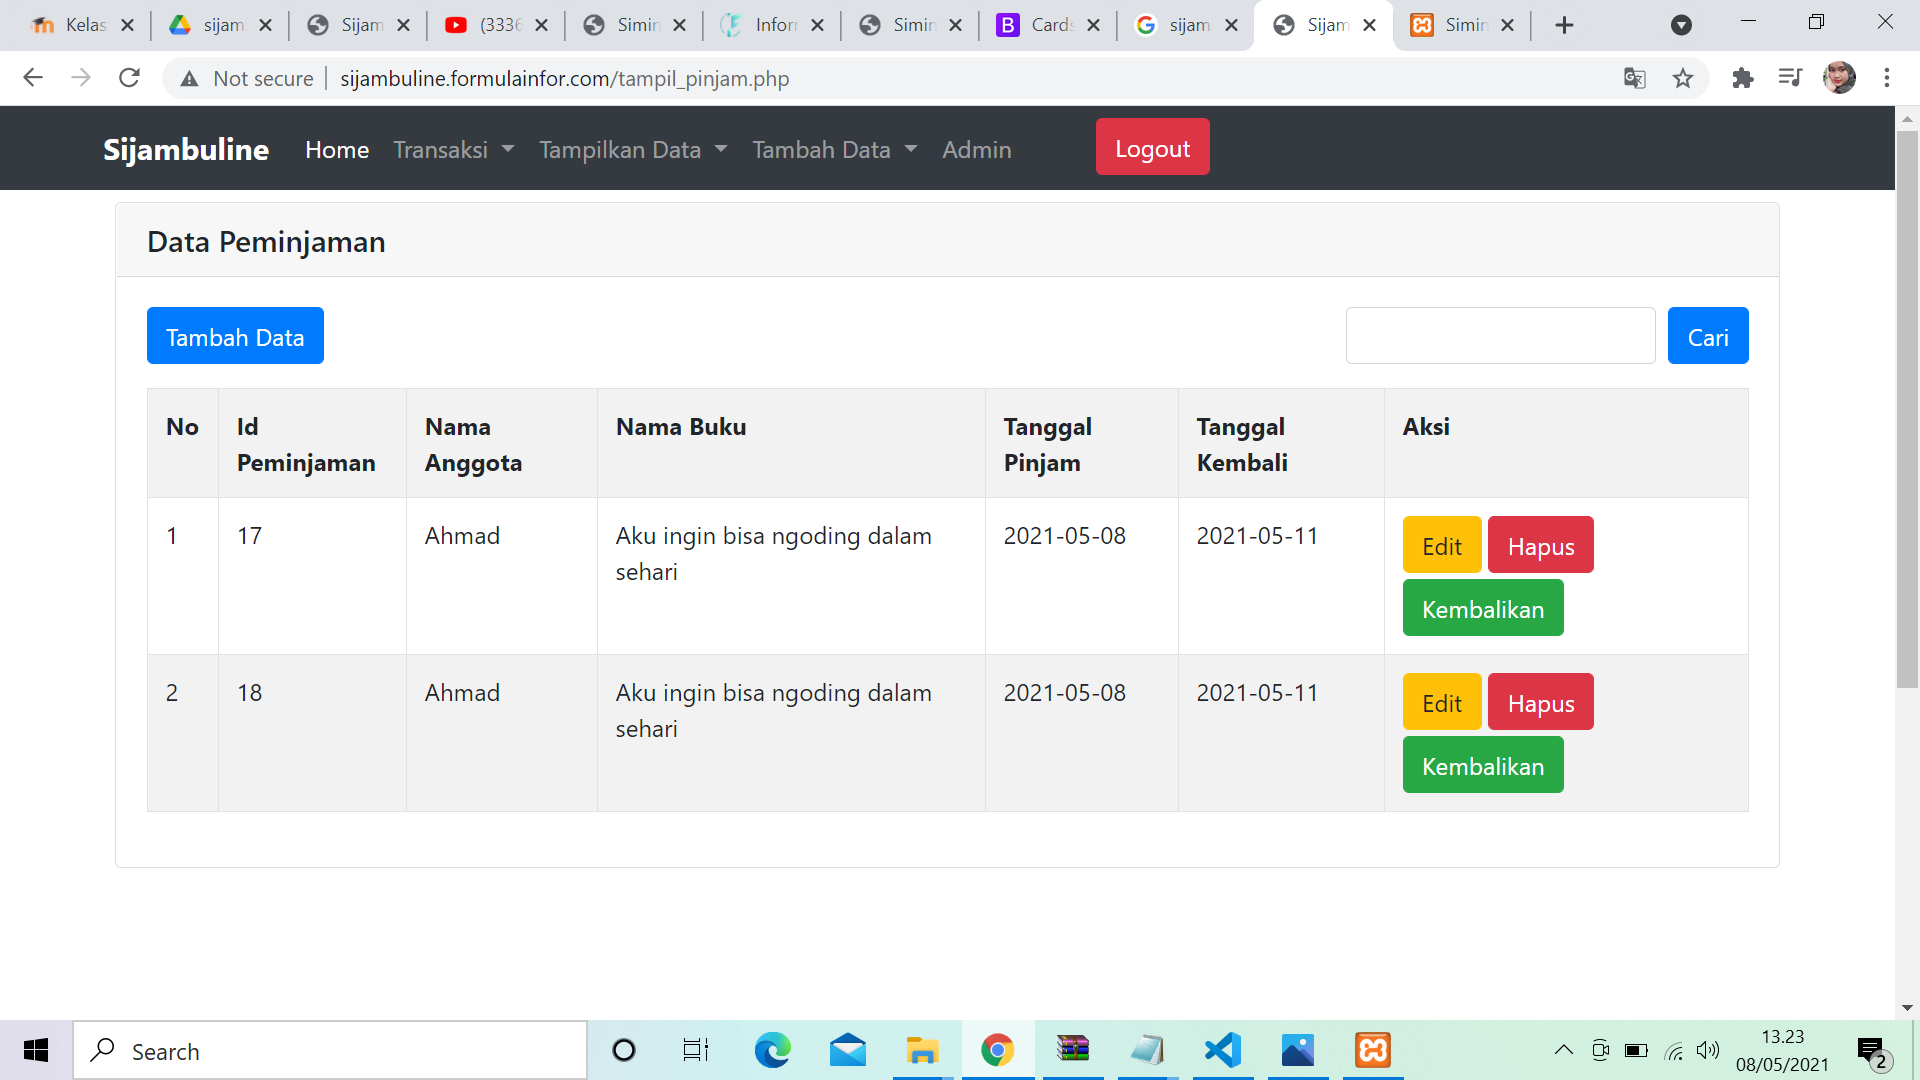 Kelas sijam Sijam (3336 Simin Infor Simin Cards sijam Sijam Simin
Not secure sijambuline.formulainfor.com/tampil_pinjam.php
Sijambuline Home Transaksi Tampilkan Data Tambah Data Admin Logout
Data Peminjaman
Tambah Data Cari
No Id Peminjaman Nama Anggota Nama Buku Tanggal Pinjam Tanggal Kembali Aksi
1 17 Ahmad Aku ingin bisa ngoding dalam 2021-05-08 2021-05-11 Edit Hapus
sehari
Kembalikan
2 18 Ahmad Aku ingin bisa ngoding dalam 2021-05-08 2021-05-11 Edit Hapus
sehari
Kembalikan
Search
13.23
08/05/2021
2